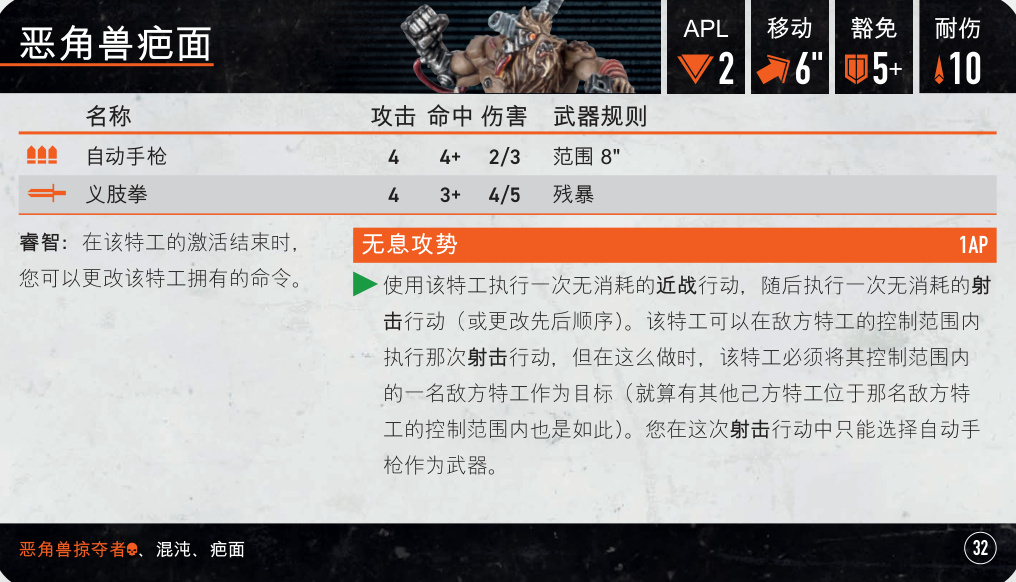 恶角兽疤面
APL 移动 豁免 耐伤
2 6" 5+ 10
名称 攻击 命中 伤害 武器规则
自动手枪 4 4+ 2/3 范围 8"
义肢拳 4 3+ 4/5 残暴
睿智：在该特工的激活结束时，
您可以更改该特工拥有的命令。
无息攻势 1AP
使用该特工执行一次无消耗的近战行动，随后执行一次无消耗的射
击行动（或更改先后顺序）。该特工可以在敌方特工的控制范围内
执行那次射击行动，但在这么做时，该特工必须将其控制范围内
的一名敌方特工作为目标（就算有其他己方特工位于那名敌方特
工的控制范围内也是如此）。您在这次射击行动中只能选择自动手
枪作为武器。
恶角兽掠夺者、混沌、疤面
32